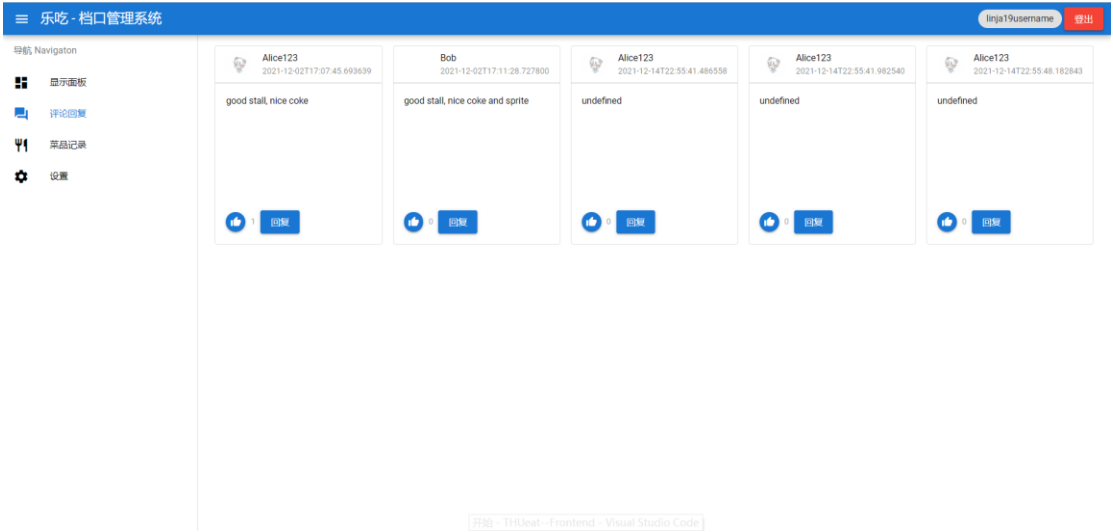 乐吃 - 档口管理系统
linja19username
登出
导航 Navigaton
显示面板
评论回复
菜品记录
设置
Alice123
2021-12-02T17:07:45.693639
good stall, nice coke
1
回复
Bob
2021-12-02T17:11:28.727800
good stall, nice coke and sprite
0
回复
Alice123
2021-12-14T22:55:41.486558
undefined
0
回复
Alice123
2021-12-14T22:55:41.982540
undefined
0
回复
Alice123
2021-12-14T22:55:48.182843
undefined
0
回复
开始 - THUeat--Frontend - Visual Studio Code